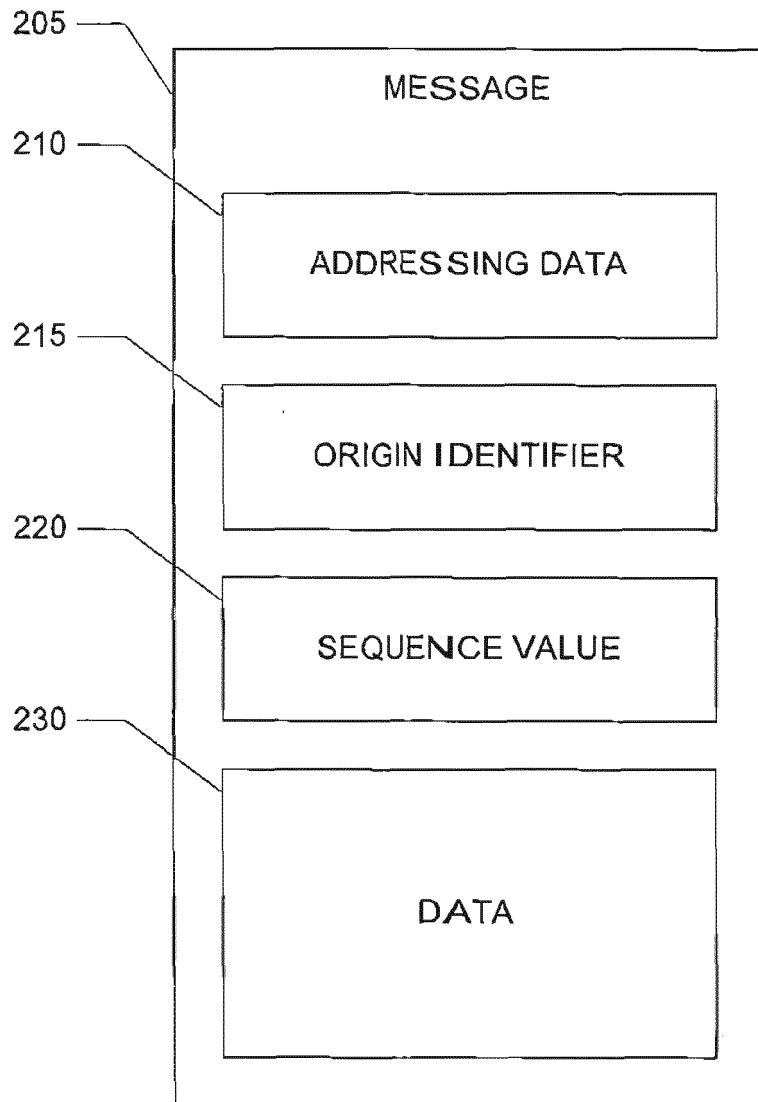 205
MESSAGE
210
ADDRESSING DATA
215
ORIGIN IDENTIFIER
220
SEQUENCE VALUE
230
DATA